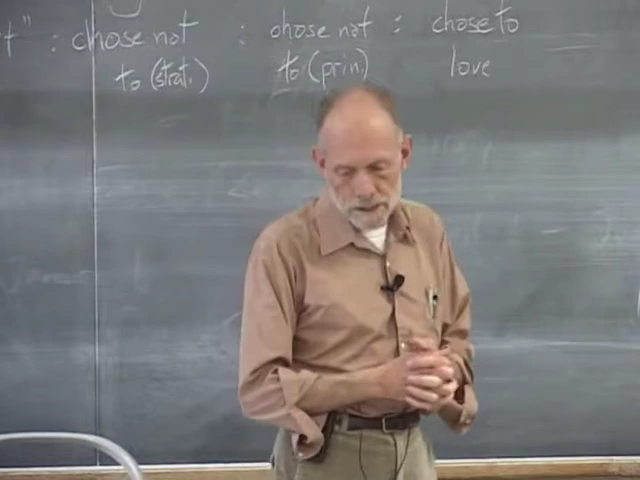 t" : chose not : chose not : chose to
to (strat.) to (prin.) love